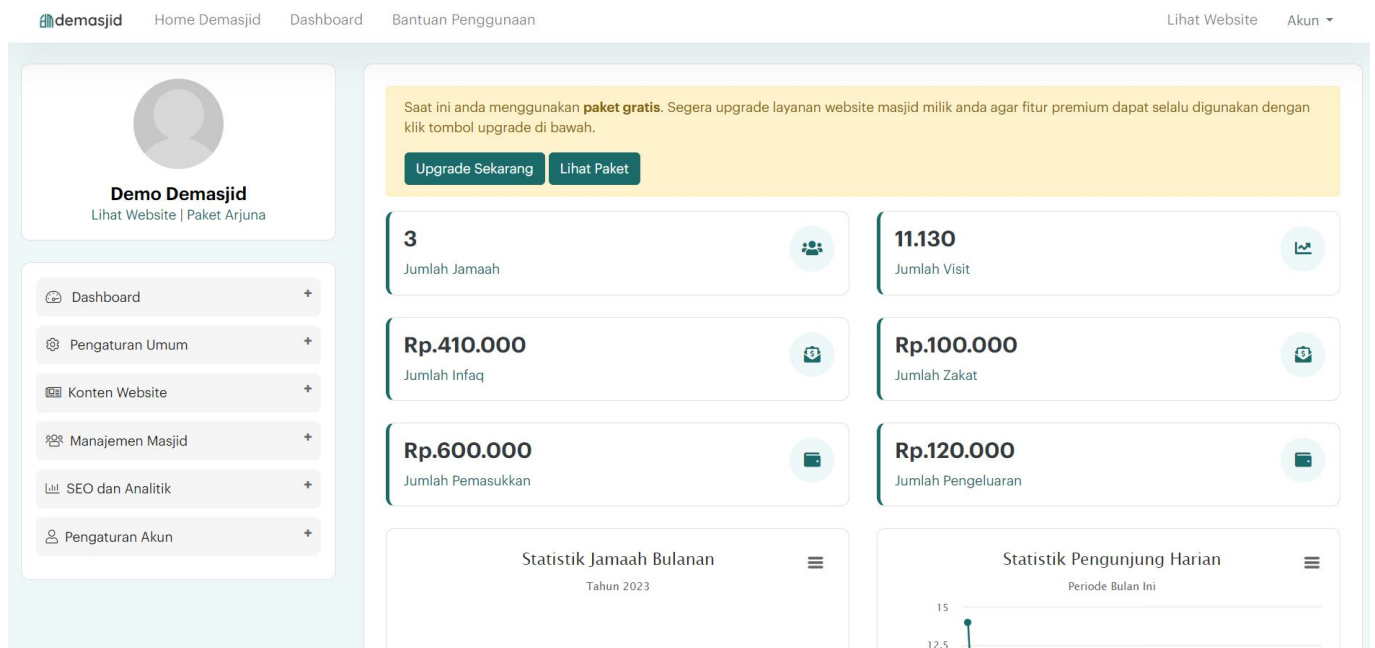 demasjid Home Demasjid Dashboard Bantuan Penggunaan Lihat Website Akun
Demo Demasjid
Lihat Website | Paket Arjuna
Dashboard +
Pengaturan Umum +
Konten Website +
Manajemen Masjid +
SEO dan Analitik +
Pengaturan Akun +
Saat ini anda menggunakan paket gratis. Segera upgrade layanan website masjid milik anda agar fitur premium dapat selalu digunakan dengan
klik tombol upgrade di bawah.
Upgrade Sekarang Lihat Paket
3
Jumlah Jamaah
11.130
Jumlah Visit
Rp.410.000
Jumlah Infaq
Rp.100.000
Jumlah Zakat
Rp.600.000
Jumlah Pemasukkan
Rp.120.000
Jumlah Pengeluaran
Statistik Jamaah Bulanan
Tahun 2023
Statistik Pengunjung Harian
Periode Bulan Ini
15
12.5